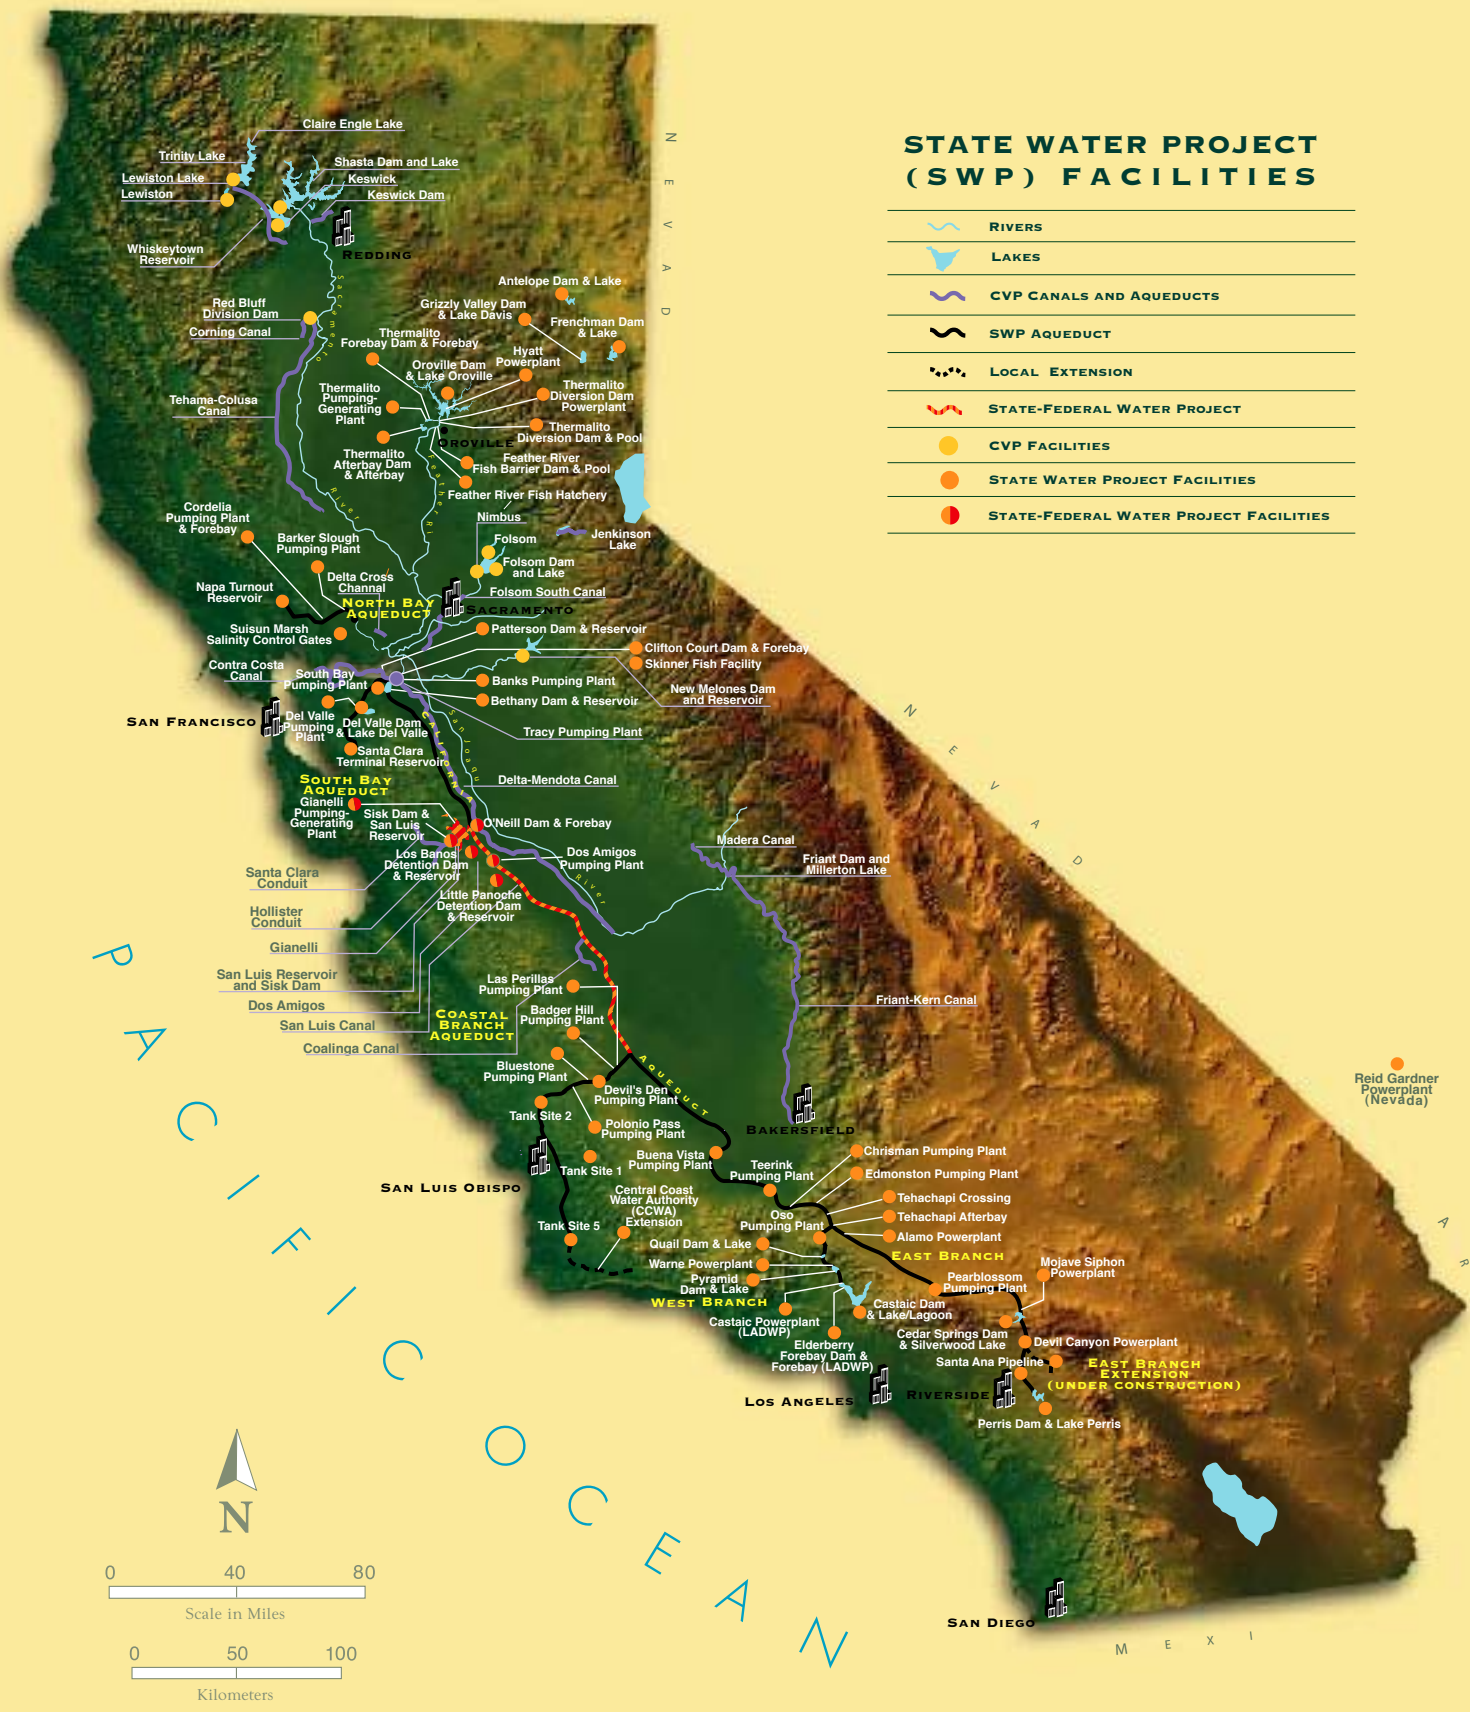 STATE WATER PROJECT
(SWP) FACILITIES
RIVERS
LAKES
CVP CANALS AND AQUEDUCTS
SWP AQUEDUCT
LOCAL EXTENSION
STATE-FEDERAL WATER PROJECT
CVP FACILITIES
STATE WATER PROJECT FACILITIES
STATE-FEDERAL WATER PROJECT FACILITIES
Claire Engle Lake
Trinity Lake
Shasta Dam and Lake
Lewiston Lake
Keswick
Lewiston
Keswick Dam
Whiskeytown
Reservoir
REDDING
Sacramento
River
Antelope Dam & Lake
Red Bluff
Division Dam
Grizzly Valley Dam
& Lake Davis
Frenchman Dam
& Lake
Corning Canal
Thermalito
Forebay Dam & Forebay
Hyatt
Powerplant
Oroville Dam
& Lake Oroville
Thermalito
Pumping-
Generating
Plant
Thermalito
Diversion Dam
Powerplant
Tehama-Colusa
Canal
Thermalito
Diversion Dam & Pool
OROVILLE
Thermalito
Afterbay Dam
& Afterbay
Feather River
Fish Barrier Dam & Pool
Feather River Fish Hatchery
Feather Ri
Cordelia
Pumping Plant
& Forebay
Nimbus
Jenkinson
Lake
Barker Slough
Pumping Plant
Folsom
Folsom Dam
and Lake
Delta Cross
Channal
Napa Turnout
Reservoir
Folsom South Canal
NORTH BAY
AQUEDUCT
SACRAMENTO
Suisun Marsh
Salinity Control Gates
Patterson Dam & Reservoir
Clifton Court Dam & Forebay
Skinner Fish Facility
Contra Costa
Canal
South Bay
Pumping Plant
Banks Pumping Plant
New Melones Dam
and Reservoir
Bethany Dam & Reservoir
SAN FRANCISCO
Del Valle
Pumping
Plant
Del Valle Dam
& Lake Del Valle
Tracy Pumping Plant
Santa Clara
Terminal Reservoir
CALIFORNIA
San Joaqu
River
SOUTH BAY
AQUEDUCT
Delta-Mendota Canal
Gianelli
Pumping-
Generating
Plant
Sisk Dam &
San Luis
Reservoir
O'Neill Dam & Forebay
Los Banos
Detention Dam
& Reservoir
Dos Amigos
Pumping Plant
Madera Canal
Friant Dam and
Millerton Lake
Santa Clara
Conduit
Little Panoche
Detention Dam
& Reservoir
Hollister
Conduit
Gianelli
San Luis Reservoir
and Sisk Dam
Dos Amigos
San Luis Canal
Coalinga Canal
Las Perillas
Pumping Plant
Friant-Kern Canal
COASTAL
BRANCH
AQUEDUCT
Badger Hill
Pumping Plant
Bluestone
Pumping Plant
AQUEDUCT
Devil's Den
Pumping Plant
Tank Site 2
Polonio Pass
Pumping Plant
BAKERSFIELD
Reid Gardner
Powerplant
(Nevada)
Buena Vista
Pumping Plant
Tank Site 1
Teerink
Pumping Plant
Chrisman Pumping Plant
Edmonston Pumping Plant
SAN LUIS OBISPO
Central Coast
Water Authority
(CCWA)
Extension
Tehachapi Crossing
Tehachapi Afterbay
Tank Site 5
Oso
Pumping Plant
Alamo Powerplant
Quail Dam & Lake
EAST BRANCH
Warne Powerplant
Mojave Siphon
Powerplant
Pyramid
Dam & Lake
Pearblossom
Pumping Plant
WEST BRANCH
Castaic Dam
& Lake/Lagoon
Castaic Powerplant
(LADWP)
Cedar Springs Dam
& Silverwood Lake
Devil Canyon Powerplant
Elderberry
Forebay Dam &
Forebay (LADWP)
Santa Ana Pipeline
EAST BRANCH
EXTENSION
(UNDER CONSTRUCTION)
LOS ANGELES
RIVERSIDE
Perris Dam & Lake Perris
SAN DIEGO
NEVAD
NEVAD
A R
MEXI
PACIFIC OCEAN
N
0 40 80
Scale in Miles
0 50 100
Kilometers